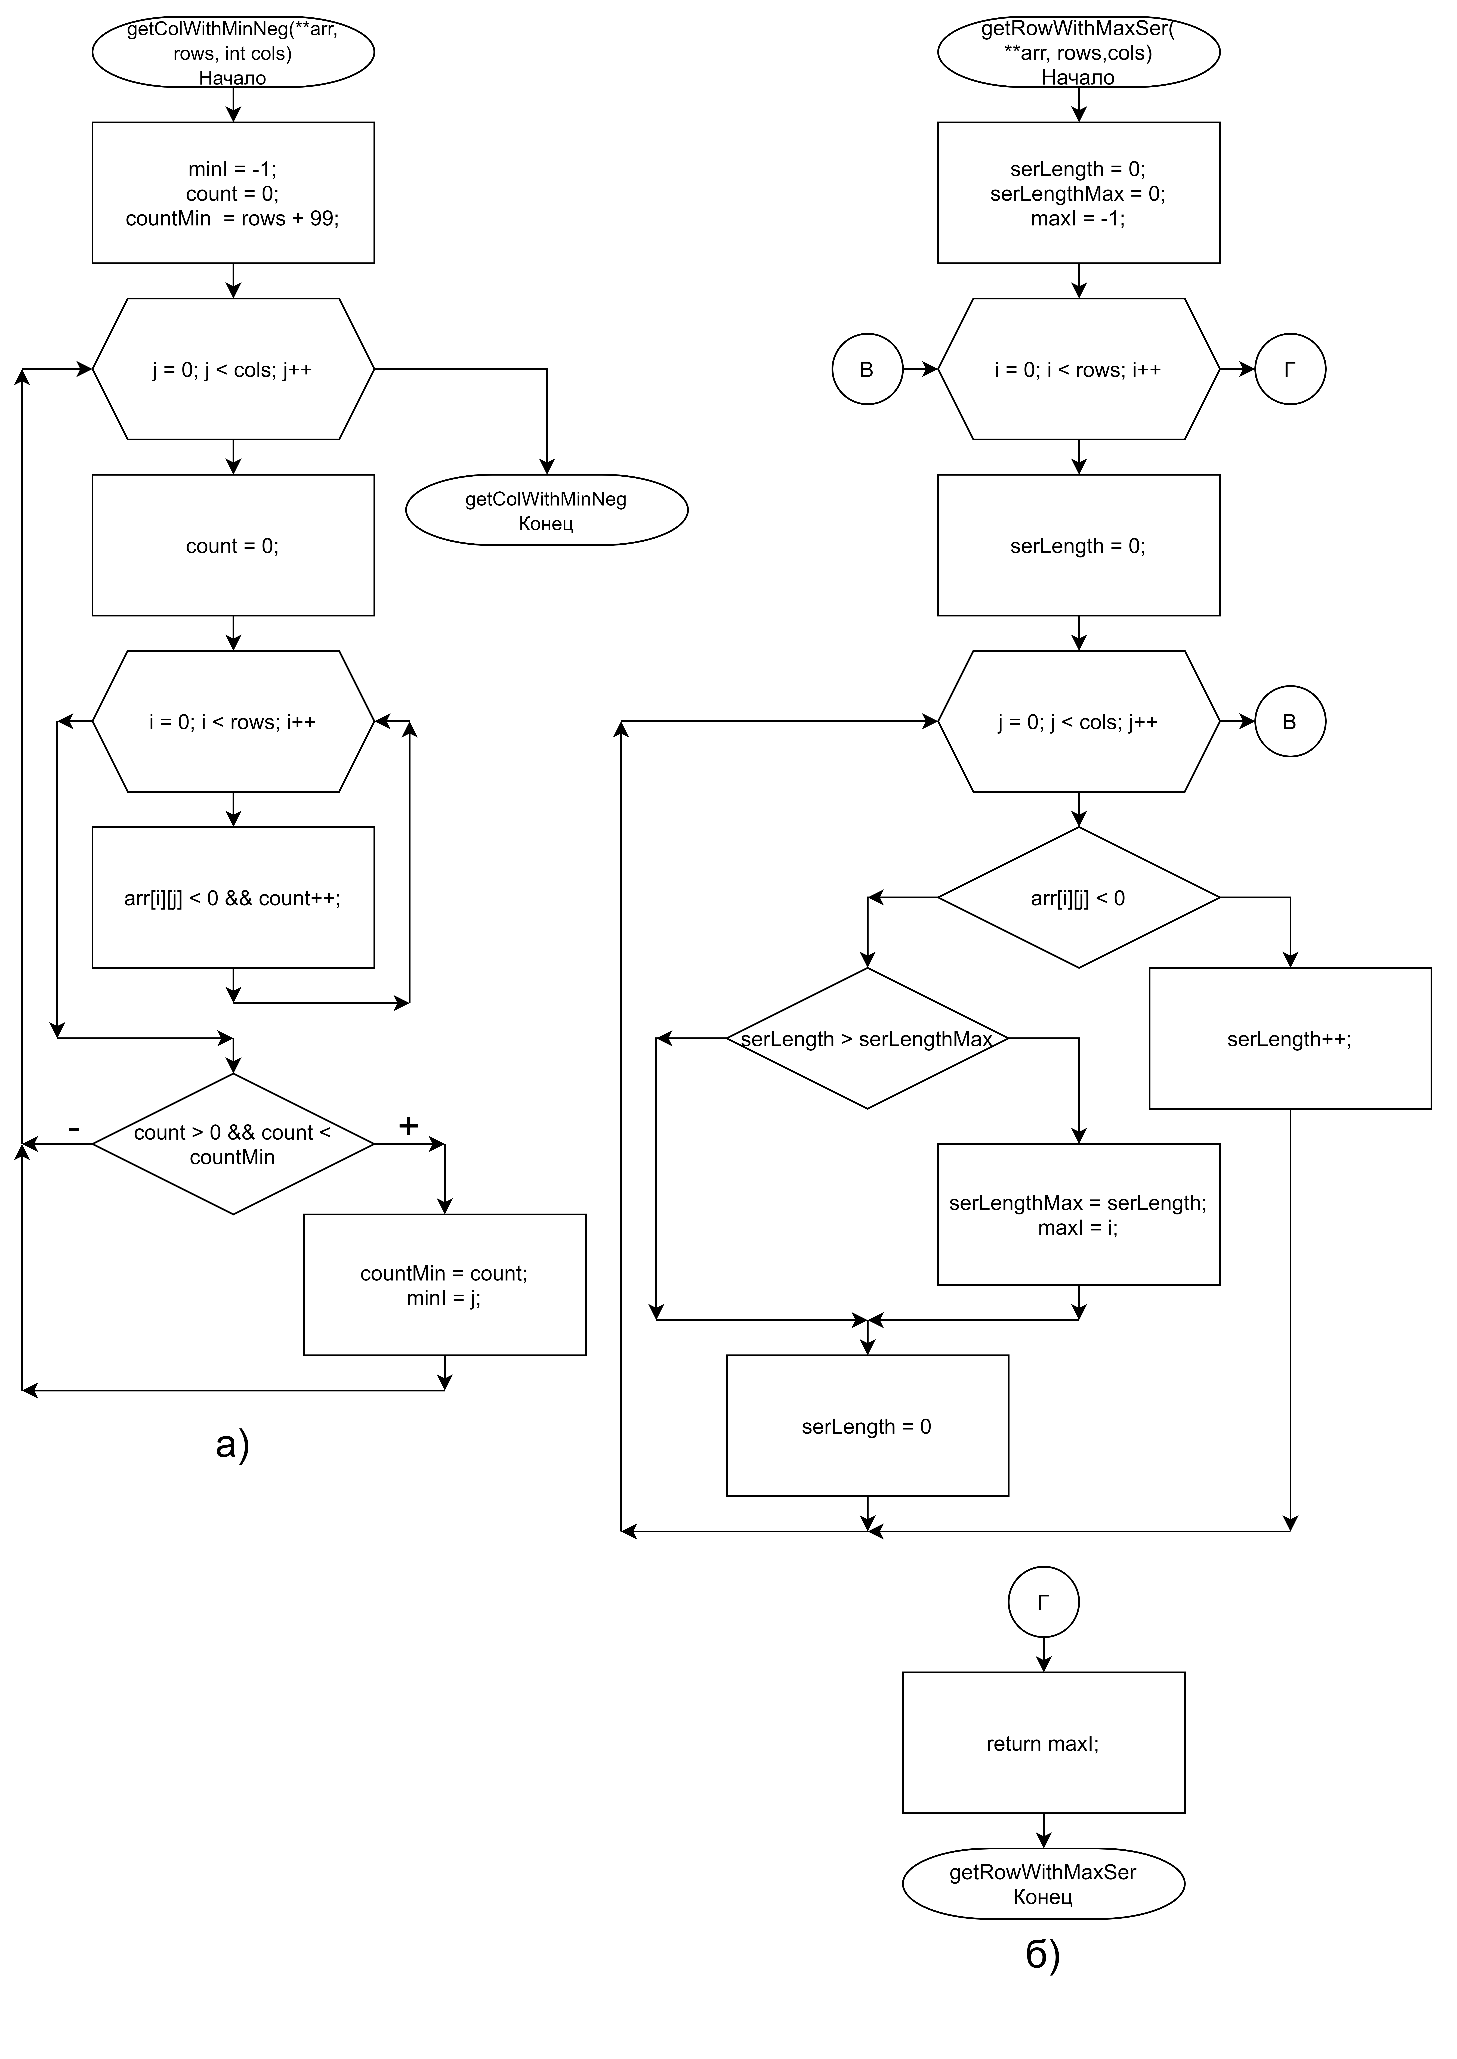 getColWithMinNeg(**arr,
rows, int cols)
Начало
minI = -1;
count = 0;
countMin  = rows + 99;
j = 0; j < cols; j++
getColWithMinNeg
Конец
count = 0;
i = 0; i < rows; i++
arr[i][j] < 0 && count++;
-
count > 0 && count <
countMin
+
countMin = count;
minI = j;
а)
getRowWithMaxSer(
**arr, rows,cols)
Начало
serLength = 0;
serLengthMax = 0;
maxI = -1;
В
i = 0; i < rows; i++
Г
serLength = 0;
j = 0; j < cols; j++
В
arr[i][j] < 0
serLength > serLengthMax
serLength++;
serLengthMax = serLength;
maxI = i;
serLength = 0
Г
return maxI;
getRowWithMaxSer
Конец
б)